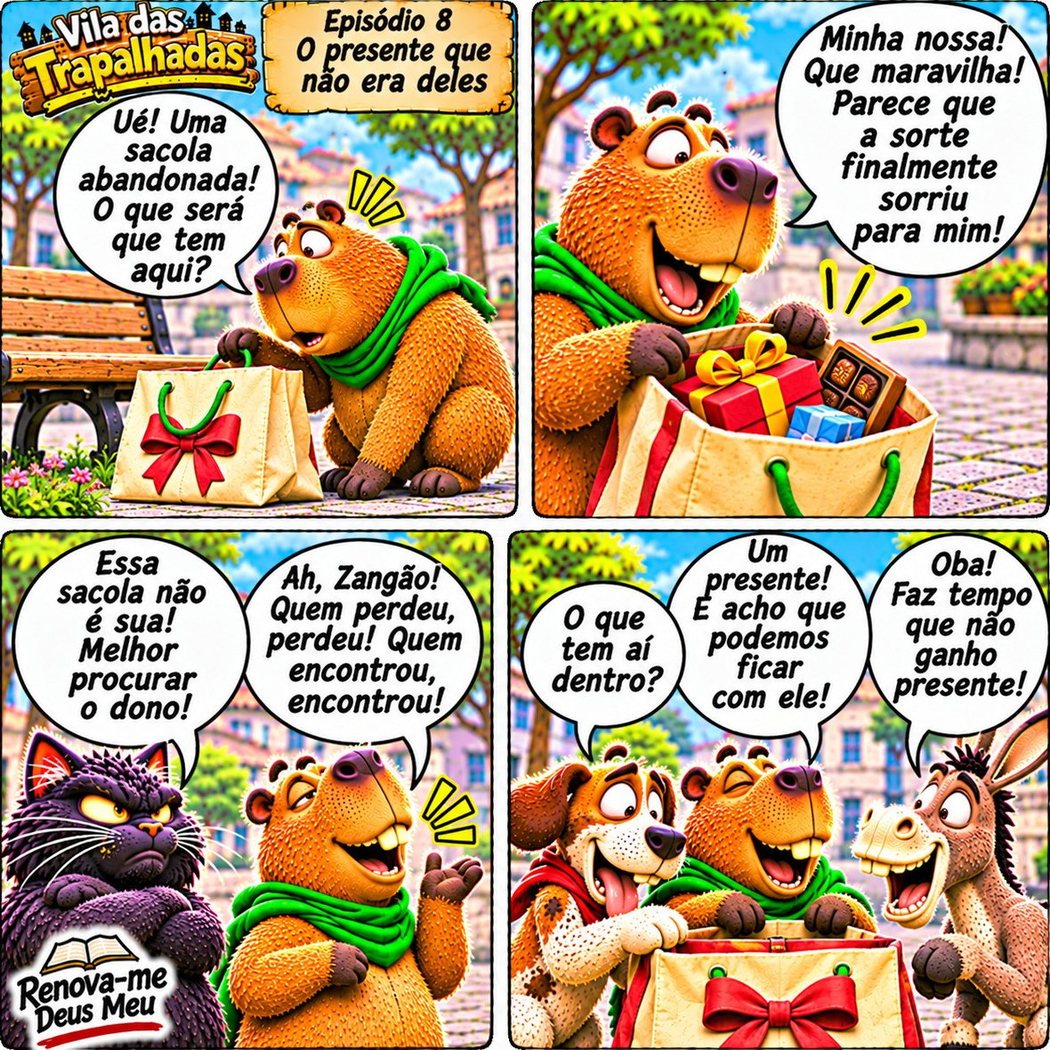 Vila das
Trapalhadas
Episódio 8
O presente que
não era deles
Ué! Uma
sacola
abandonada!
O que será
que tem
aqui?
Minha nossa!
Que maravilha!
Parece que
a sorte
finalmente
sorriu
para mim!
Essa
sacola não
é sua!
Melhor
procurar
o dono!
Ah, Zangão!
Quem perdeu,
perdeu! Quem
encontrou,
encontrou!
O que
tem aí
dentro?
Um
presente!
E acho que
podemos
ficar
com ele!
Oba!
Faz tempo
que não
ganho
presente!
Renova-me
Deus Meu